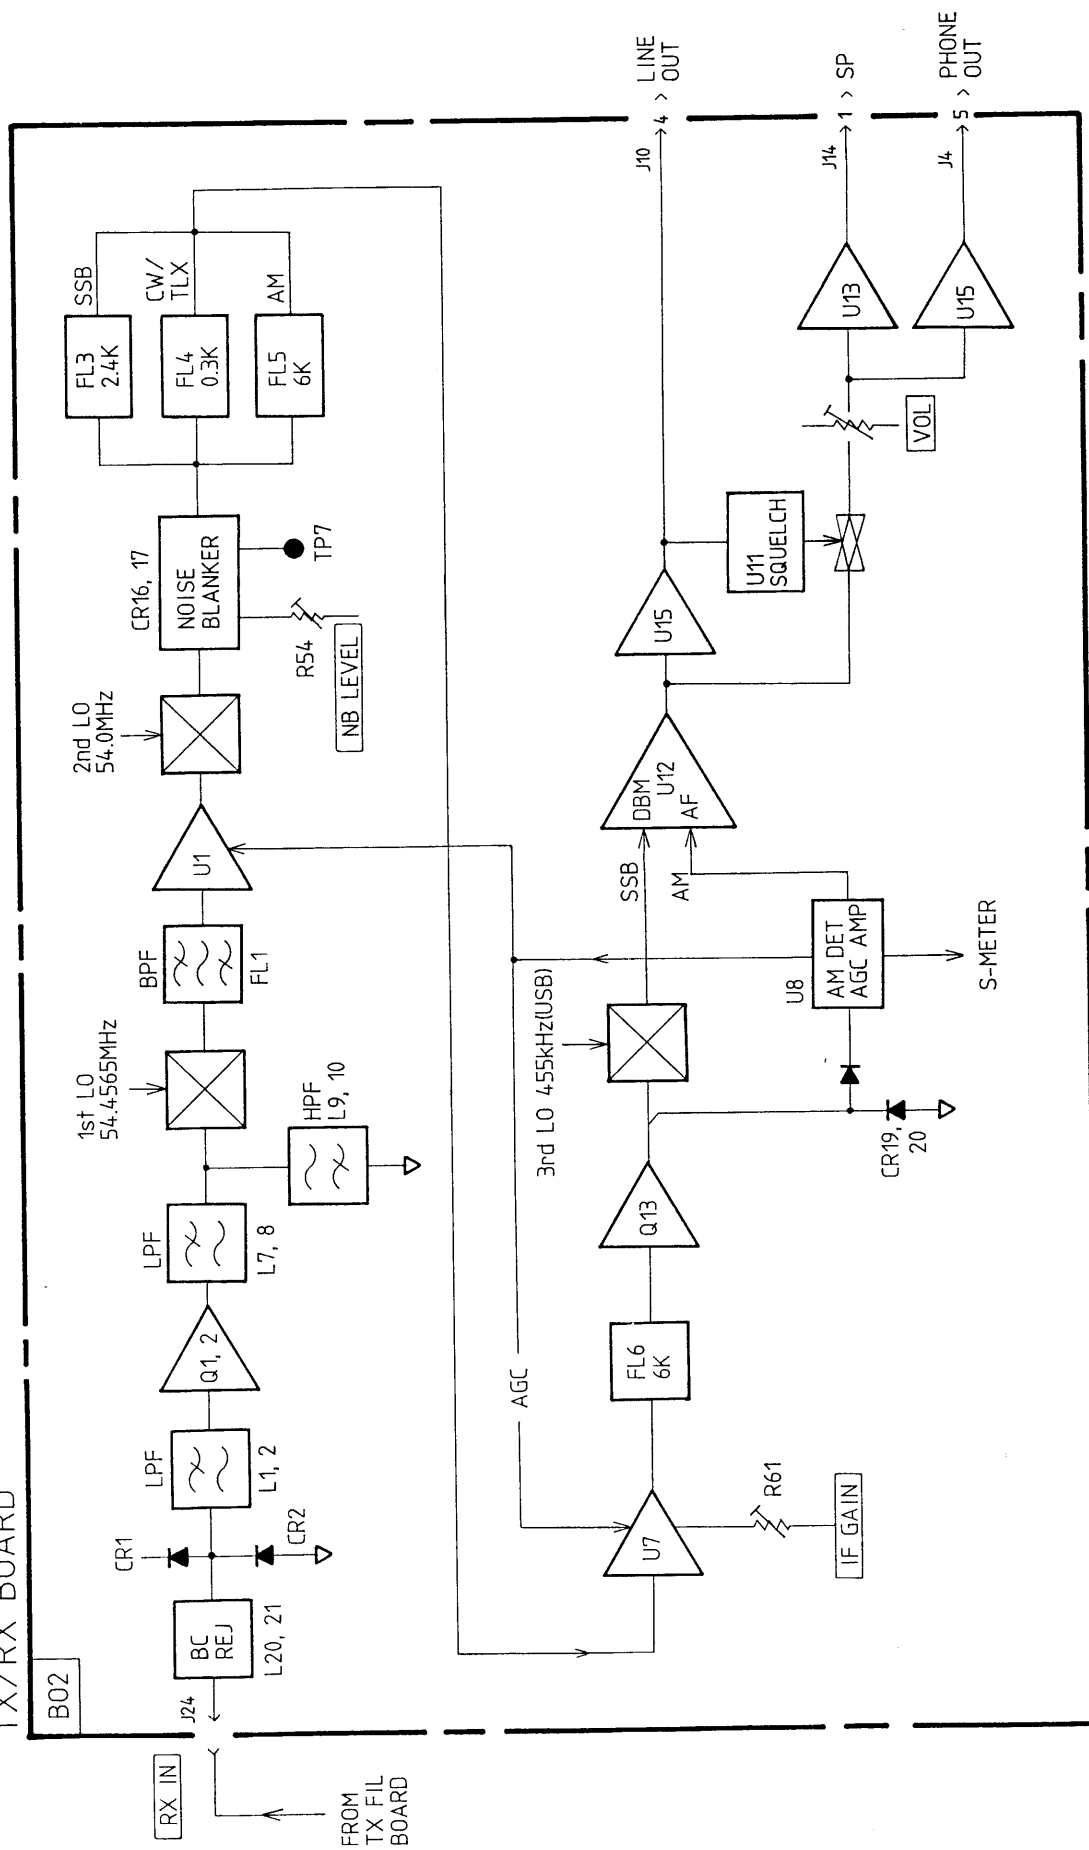 TX/RX BOARD
B02
RX IN
FROM
TX FIL
BOARD
J24
BC
REJ
L20, 21
CR1
CR2
LPF
L1, 2
Q1, 2
LPF
L7, 8
HPF
L9, 10
1st LO
54.4565MHz
BPF
FL1
U1
2nd LO
54.0MHz
CR16, 17
NOISE
BLANKER
R54
NB LEVEL
TP7
FL3
2.4K
SSB
FL4
0.3K
CW/
TLX
FL5
6K
AM
AGC
U7
R61
IF GAIN
FL6
6K
Q13
3rd LO 455kHz(USB)
CR19,
20
U8
AM DET
AGC AMP
S-METER
SSB
AM
DBM
U12
AF
U15
U11
SQUELCH
VOL
U13
U15
J10
4
LINE
OUT
J14
1
SP
J4
5
PHONE
OUT